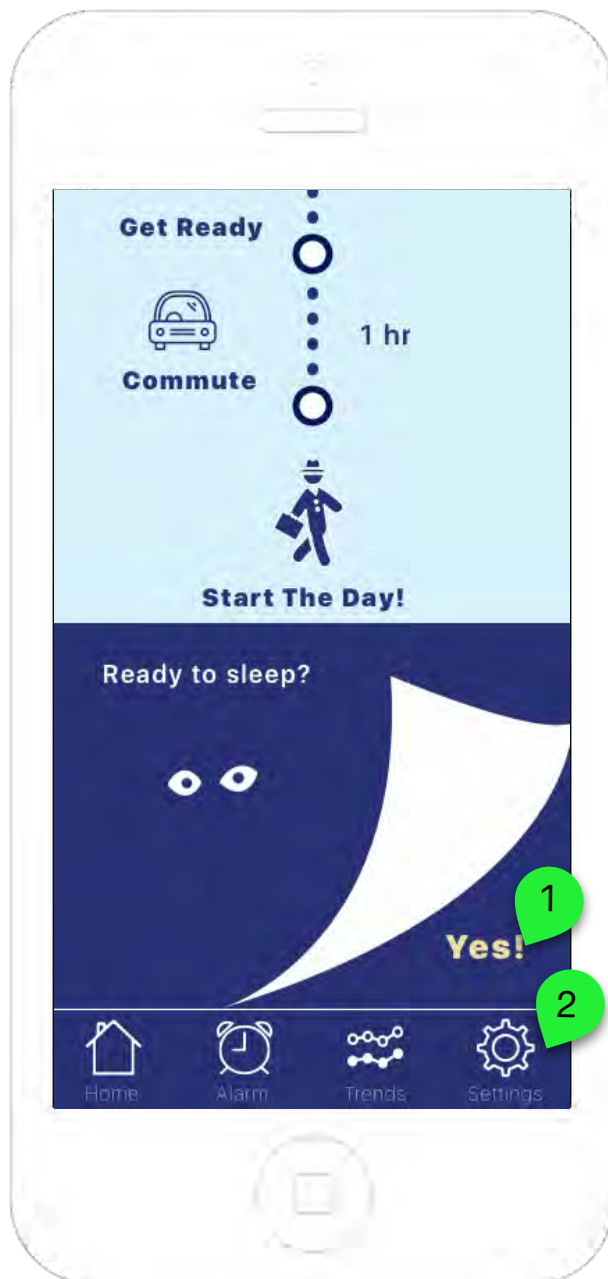 Get Ready
1 hr
Commute
Start The Day!
Ready to sleep?
1
Yes!
2
Home Alarm Trends Settings